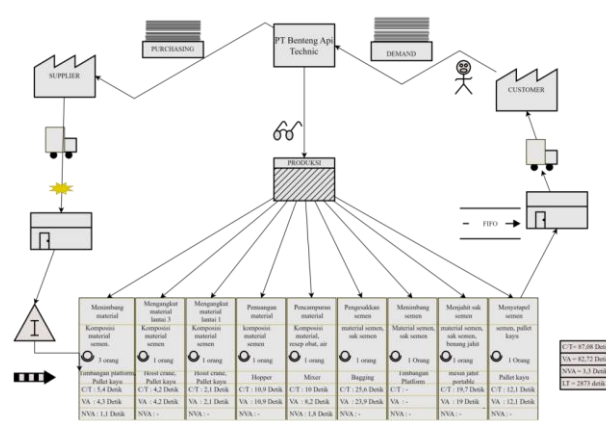 PURCHASING
PT Benteng Api
Technic
DEMAND
SUPPLIER
CUSTOMER
PRODUKSI
FIFO
I
Menimbang
material
Komposisi
material
semen.
3 orang
Timbangan platform,
Pallet kayu
C/T : 5,4 Detik
VA : 4,3 Detik
NVA : 1,1 Detik
Mengangkut
material
lantai 3
Komposisi
material
semen
1 orang
Hoist crane,
Pallet kayu
C/T : 4,2 Detik
VA : 4,2 Detik
NVA : -
Mengangkut
material
lantai 1
Komposisi
material
semen
1 orang
Hoist crane,
Pallet kayu
C/T : 2,1 Detik
VA : 2,1 Detik
NVA : -
Penuangan
material
Komposisi
material
semen
1 orang
Hopper
C/T : 10,9 Detik
VA : 10,9 Detik
NVA : -
Pencampuran
material
Komposisi
material,
resep obat, air
1 orang
Mixer
C/T : 10 Detik
VA : 8,2 Detik
NVA : 1,8 Detik
Pengesakkan
semen
material semen,
sak semen
1 orang
Bagging
C/T : 25,6 Detik
VA : 23,9 Detik
NVA : -
Menimbang
semen
Material semen,
sak semen
1 Orang
Timbangan
Platform
C/T : -
VA : -
NVA : -
Menjahit sak
semen
material semen,
sak semen,
benang jahit
1 orang
mesin jahit
portable
C/T : 19,7 Detik
VA : 19 Detik
NVA : -
Menyetapel
semen
semen, pallet
kayu
1 Orang
Pallet kayu
C/T : 12,1 Detik
VA : 12,1 Detik
NVA : -
C/T= 87,08 Detik
VA = 82,72 Detik
NVA = 3,3 Detik
LT = 2873 detik